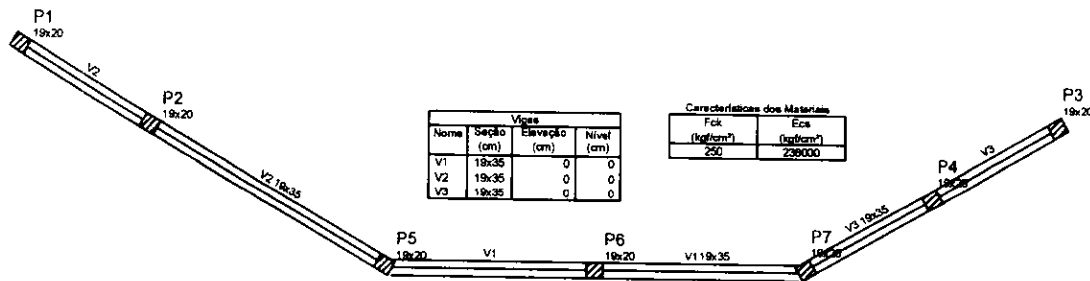 P1
19x20
V2
P2
19x20
V2 19x35
P5
19x20
V1
P6
19x20
V1 19x35
P7
V3 19x35
P4
V3
P3
19x20
Vigas
Nome Seção (cm) Elevação (cm) Nível (cm)
V1 19x35 0 0
V2 19x35 0 0
V3 19x35 0 0
Características dos Materiais
Fck (kgf/cm²) Ecs (kgf/cm²)
250 238000